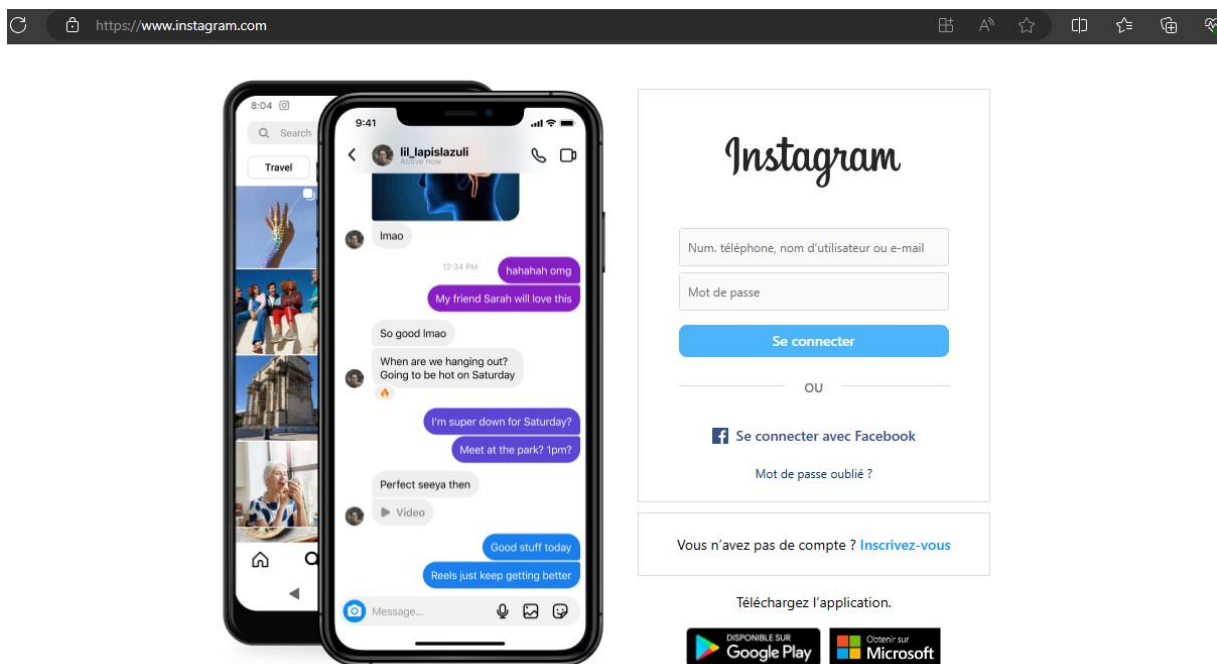 https://www.instagram.com
8:04
Search
Travel
9:41
lil_lapislazuli
Active now
lmao
12:34 PM
hahahah omg
My friend Sarah will love this
So good lmao
When are we hanging out?
Going to be hot on Saturday
I'm super down for Saturday?
Meet at the park? 1pm?
Perfect seeya then
Video
Good stuff today
Reels just keep getting better
Message...
Instagram
Num. téléphone, nom d'utilisateur ou e-mail
Mot de passe
Se connecter
OU
Se connecter avec Facebook
Mot de passe oublié ?
Vous n'avez pas de compte ? Inscrivez-vous
Téléchargez l'application.
DISPONIBLE SUR
Google Play
Obtenir sur
Microsoft